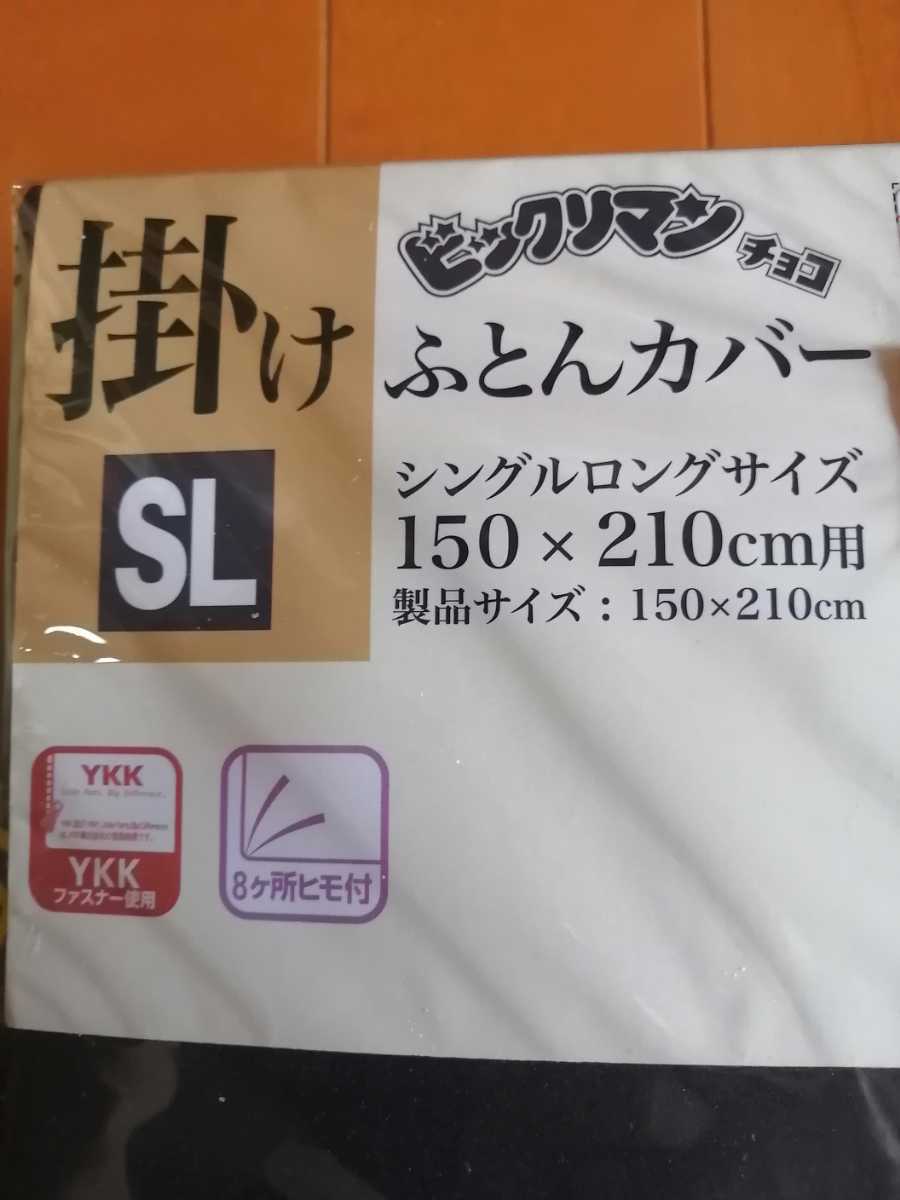 掛け
SL
ビックリマン
チョコ
ふとんカバー
シングルロングサイズ
150×210cm用
製品サイズ：150×210cm
YKK
YKK
ファスナー使用
8ヶ所ヒモ付